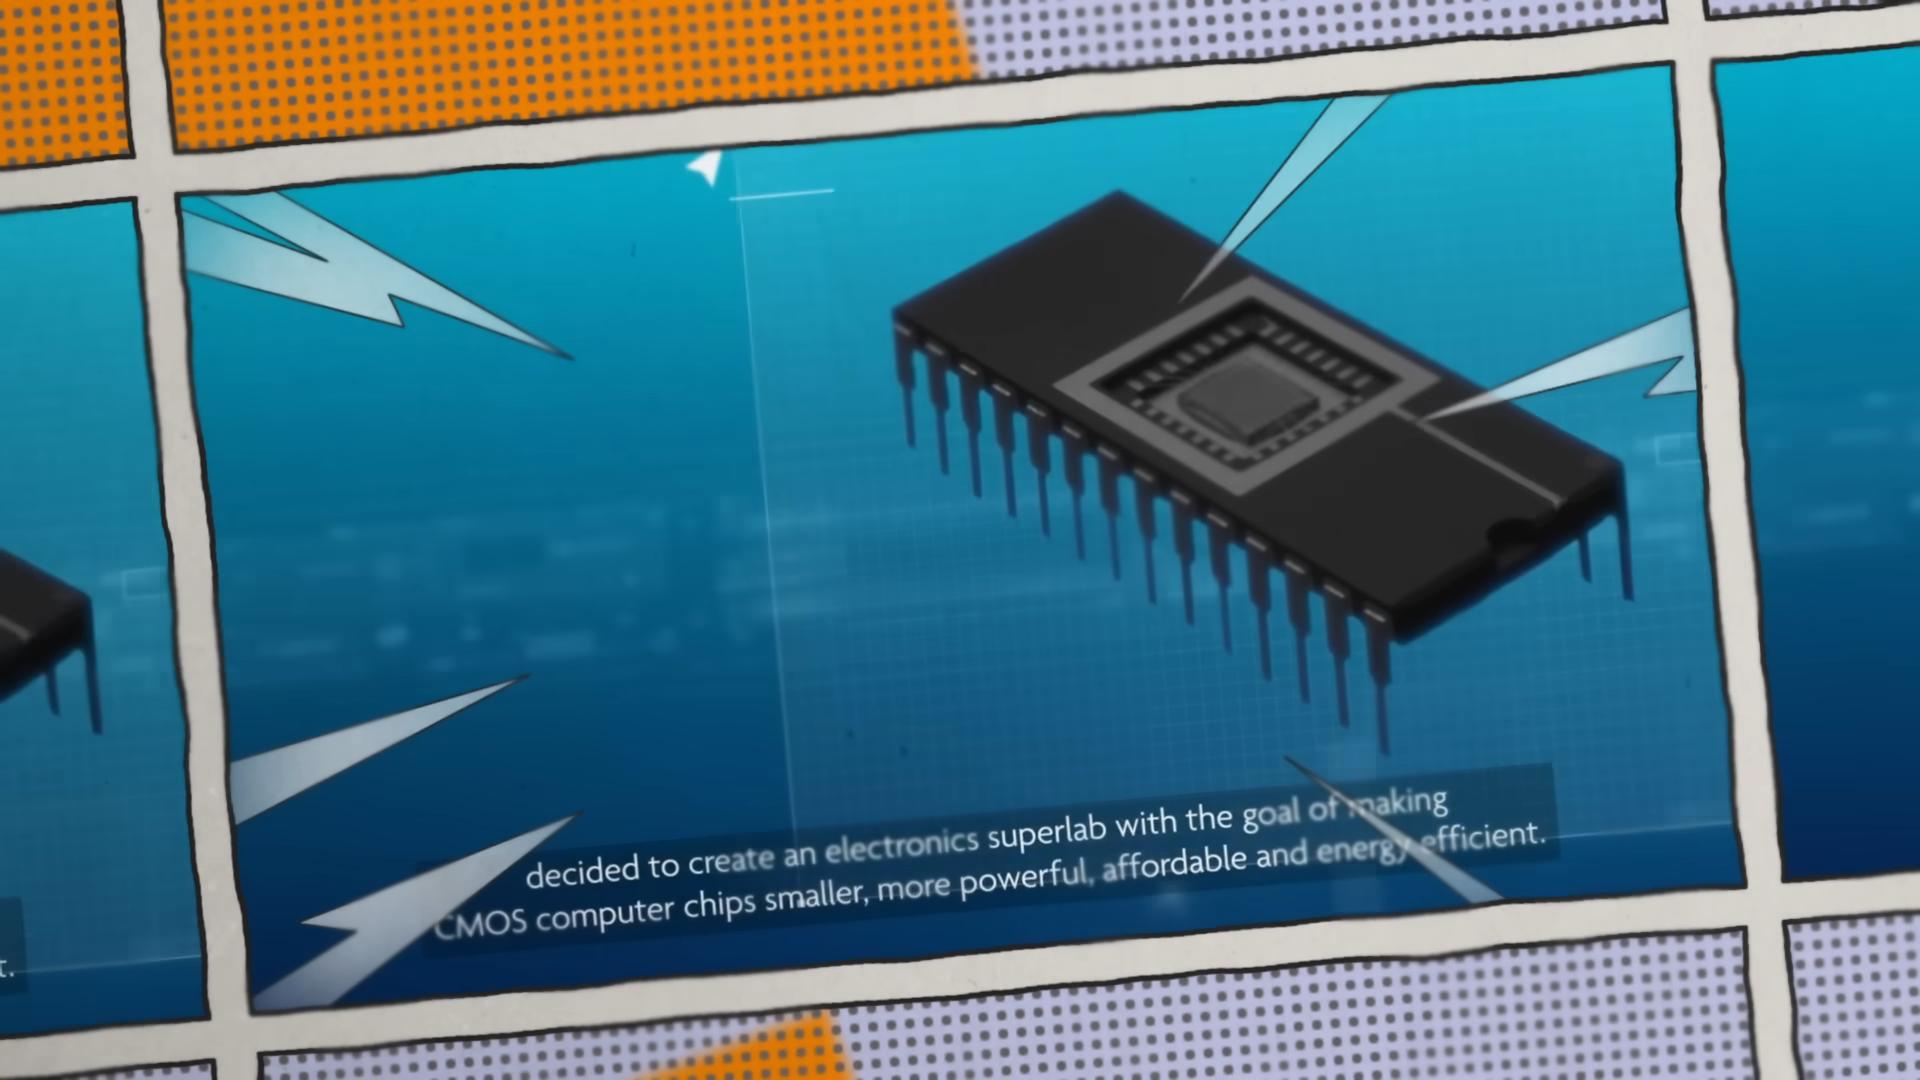 decided to create an electronics superlab with the goal of making
CMOS computer chips smaller, more powerful, affordable and energy efficient.
t.